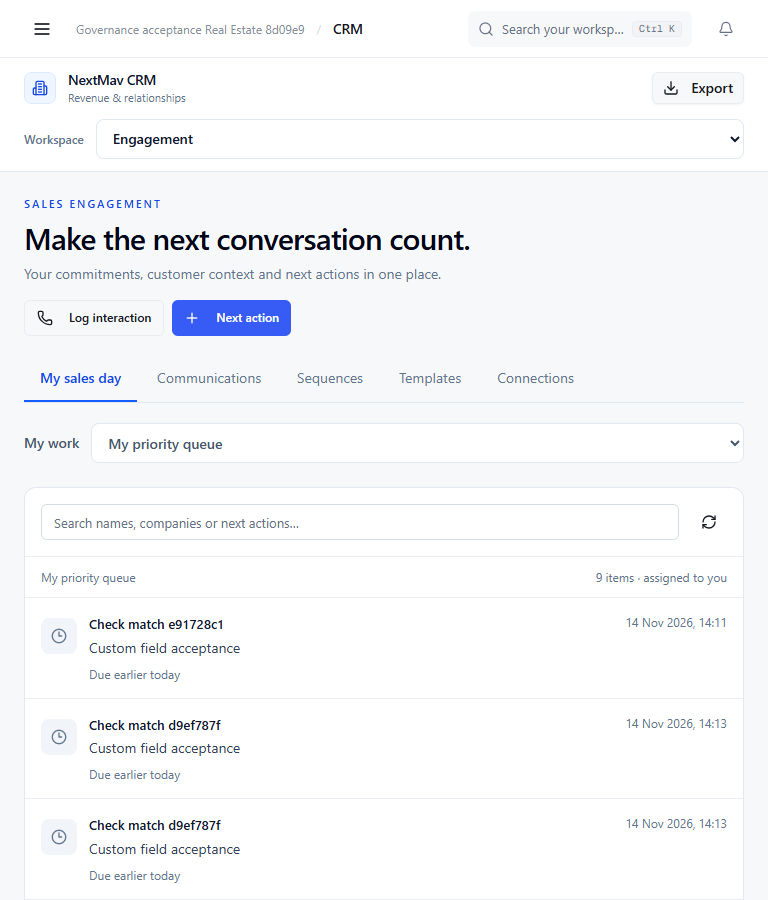 Governance acceptance Real Estate 8d09e9 / CRM
Search your worksp... Ctrl K
NextMav CRM
Revenue & relationships
Export
Workspace
Engagement
SALES ENGAGEMENT
Make the next conversation count.
Your commitments, customer context and next actions in one place.
Log interaction
Next action
My sales day
Communications
Sequences
Templates
Connections
My work
My priority queue
Search names, companies or next actions...
My priority queue
9 items · assigned to you
Check match e91728c1
14 Nov 2026, 14:11
Custom field acceptance
Due earlier today
Check match d9ef787f
14 Nov 2026, 14:13
Custom field acceptance
Due earlier today
Check match d9ef787f
14 Nov 2026, 14:13
Custom field acceptance
Due earlier today